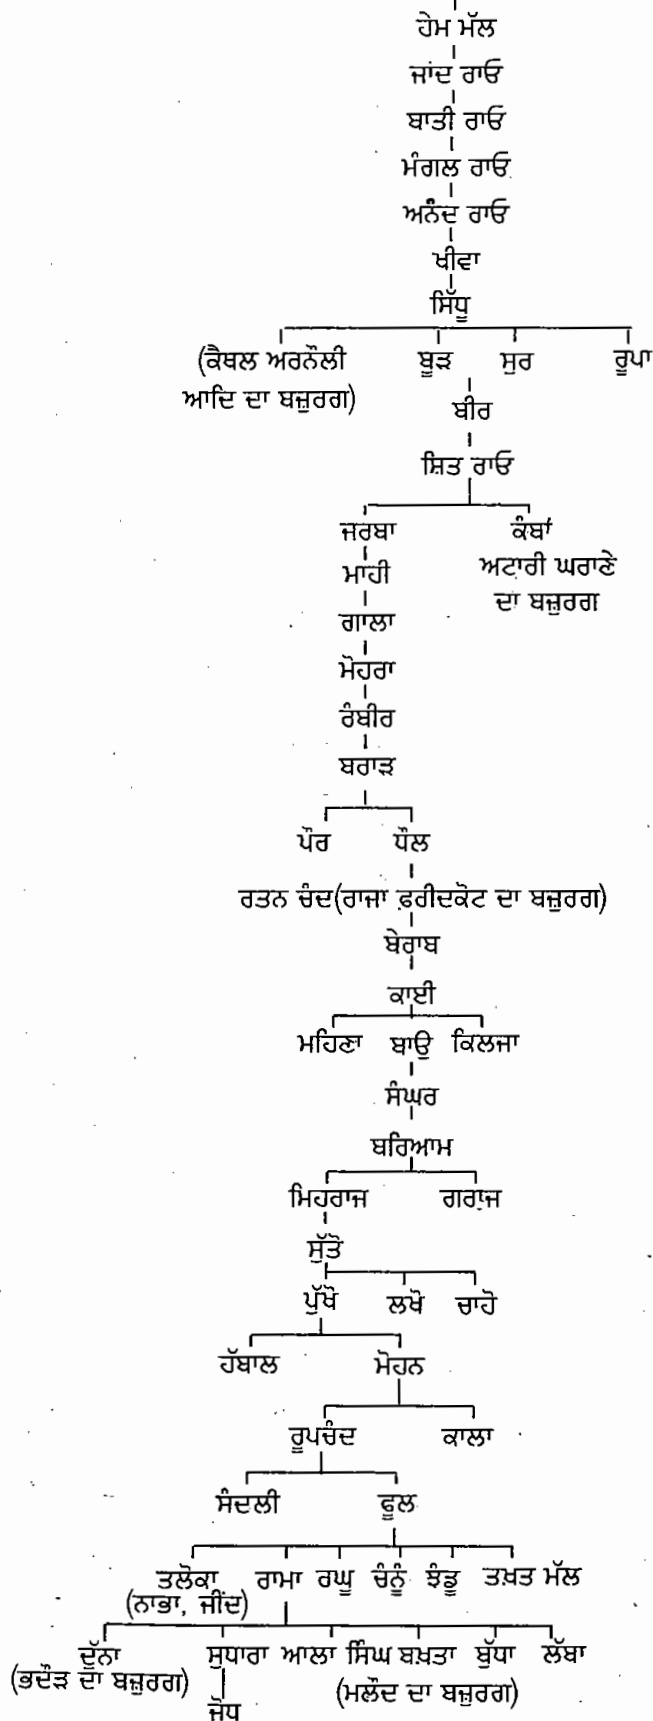 ਹੇਮ ਮੱਲ
ਜਾਂਦ ਰਾਓ
ਬਾਤੀ ਰਾਓ
ਮੰਗਲ ਰਾਓ
ਅਨੰਦ ਰਾਓ
ਖੀਵਾ
ਸਿੱਧੂ
(ਕੈਥਲ ਅਰਨੌਲੀ ਬੂੜ ਸੁਰ ਰੂਪਾ
ਆਦਿ ਦਾ ਬਜ਼ੁਰਗ)
ਬੀਰ
ਸ਼ਿਤ ਰਾਓ
ਜਰਬਾ ਕੰਬਾਂ
ਮਾਹੀ ਅਟਾਰੀ ਘਰਾਣੇ
ਦਾ ਬਜ਼ੁਰਗ
ਗਾਲਾ
ਮੋਹਰਾ
ਰੰਬੀਰ
ਬਰਾੜ
ਪੌਰ ਧੌਲ
ਰਤਨ ਚੰਦ(ਰਾਜਾ ਫ਼ਰੀਦਕੋਟ ਦਾ ਬਜ਼ੁਰਗ)
ਬੇਰਾਬ
ਕਾਈ
ਮਹਿਣਾ ਬਾਉ ਕਿਲਜਾ
ਸੰਘਰ
ਬਰਿਆਮ
ਮਿਹਰਾਜ ਗਰਾਜ
ਸੁੱਤੋ
ਪੁੱਖੋ ਲਖੋ ਚਾਹੋ
ਹੱਬਾਲ ਮੋਹਨ
ਰੂਪਚੰਦ ਕਾਲਾ
ਸੰਦਲੀ ਫੂਲ
ਤਲੋਕਾ ਰਾਮਾ ਰਘੂ ਚੰਨੂੰ ਝੰਡੂ ਤਖ਼ਤ ਮੱਲ
(ਨਾਭਾ, ਜੀਂਦ)
ਦੁੱਨਾ ਸੁਧਾਰਾ ਆਲਾ ਸਿੰਘ ਬਖ਼ਤਾ ਬੁੱਧਾ ਲੱਬਾ
(ਭਦੌੜ ਦਾ ਬਜ਼ੁਰਗ) (ਮਲੌਦ ਦਾ ਬਜ਼ੁਰਗ)
ਜੋਧ